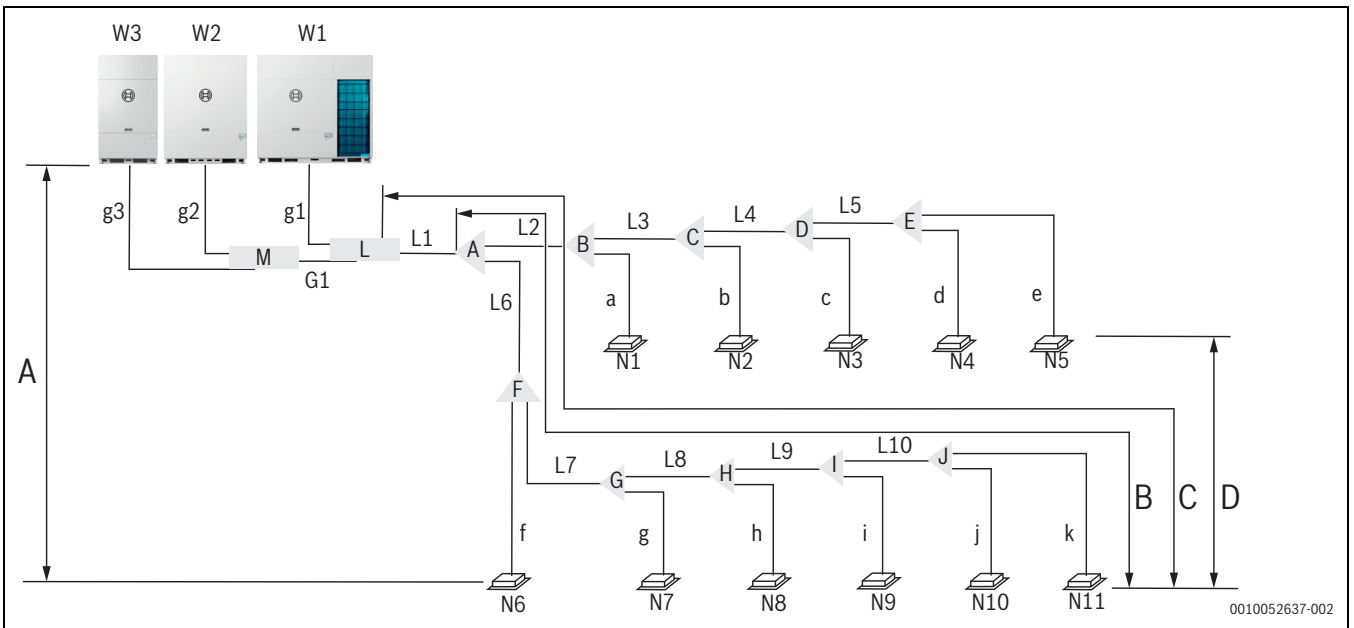 W3 W2 W1
g3 g2 g1
L1 L2 L3 L4 L5
M L A B C D E
G1
L6
a b c d e
N1 N2 N3 N4 N5
A
F
L7 L8 L9 L10
G H I J
B C D
f g h i j k
N6 N7 N8 N9 N10 N11
0010052637-002